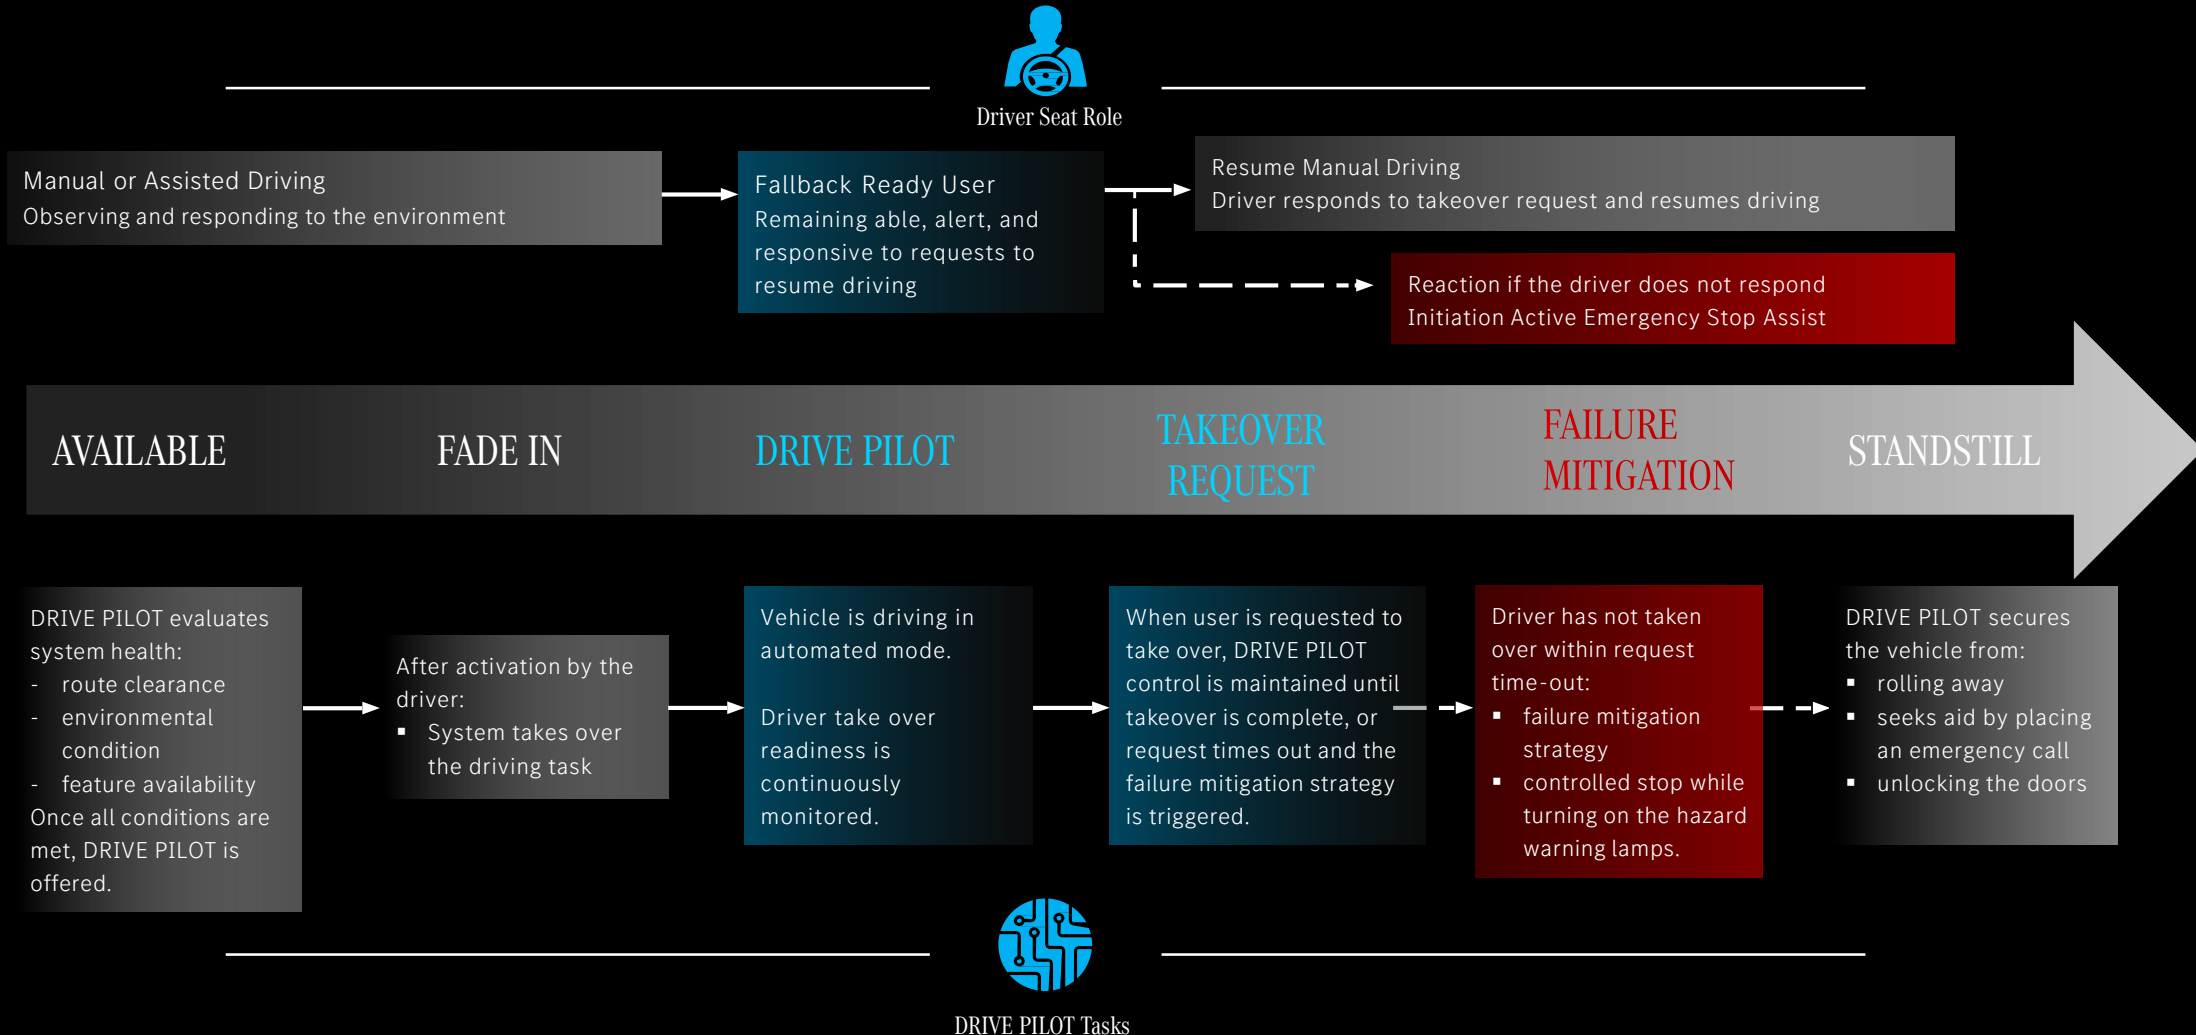 Driver Seat Role
Manual or Assisted Driving
Observing and responding to the environment
Fallback Ready User
Remaining able, alert, and
responsive to requests to
resume driving
Resume Manual Driving
Driver responds to takeover request and resumes driving
Reaction if the driver does not respond
Initiation Active Emergency Stop Assist
AVAILABLE
FADE IN
DRIVE PILOT
TAKEOVER
REQUEST
FAILURE
MITIGATION
STANDSTILL
DRIVE PILOT evaluates
system health:
- route clearance
- environmental
condition
- feature availability
Once all conditions are
met, DRIVE PILOT is
offered.
After activation by the
driver:
▪ System takes over
the driving task
Vehicle is driving in
automated mode.
Driver take over
readiness is
continuously
monitored.
When user is requested to
take over, DRIVE PILOT
control is maintained until
takeover is complete, or
request times out and the
failure mitigation strategy
is triggered.
Driver has not taken
over within request
time-out:
▪ failure mitigation
strategy
▪ controlled stop while
turning on the hazard
warning lamps.
DRIVE PILOT secures
the vehicle from:
▪ rolling away
▪ seeks aid by placing
an emergency call
▪ unlocking the doors
DRIVE PILOT Tasks